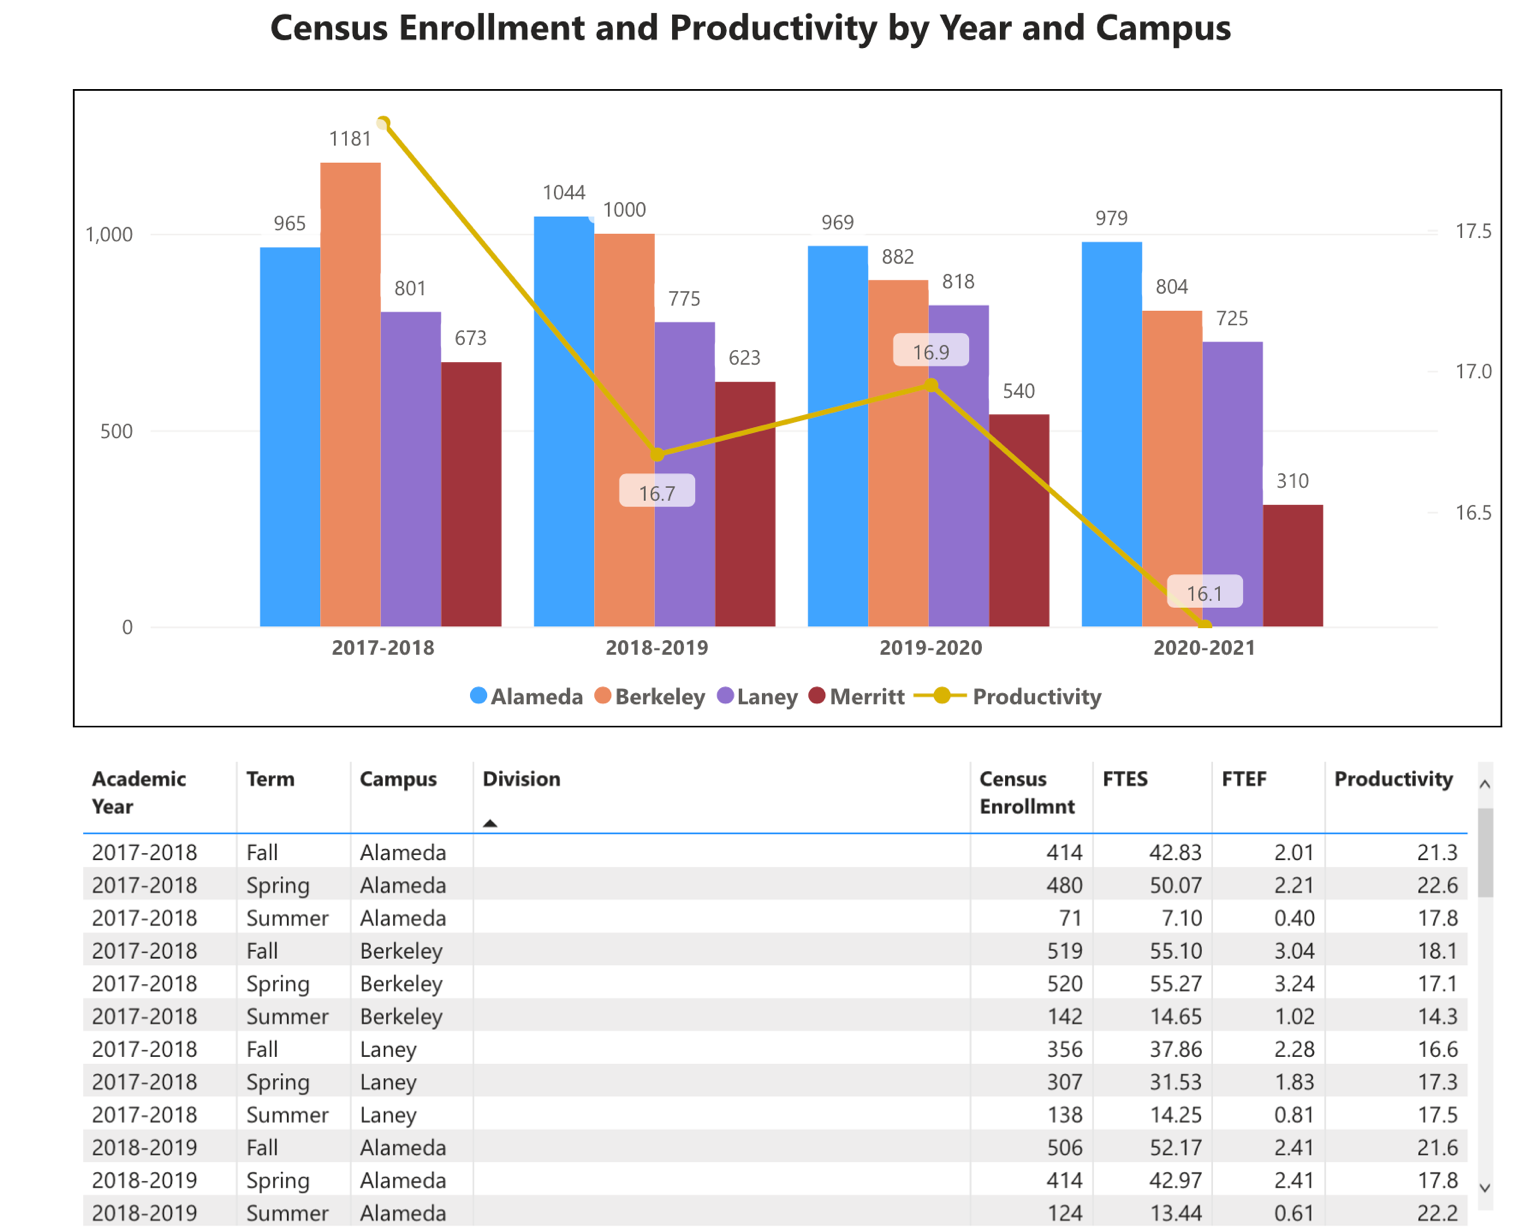 Census Enrollment and Productivity by Year and Campus
1181
1044
1000
965
969
979
1,000
17.5
882
804
801
818
775
725
673
623
16.9
17.0
540
500
16.7
310
16.5
16.1
0
2017-2018 2018-2019 2019-2020 2020-2021
Alameda Berkeley Laney Merritt Productivity
Academic Year Term Campus Division Census Enrollmnt FTES FTEF Productivity
2017-2018 Fall Alameda 414 42.83 2.01 21.3
2017-2018 Spring Alameda 480 50.07 2.21 22.6
2017-2018 Summer Alameda 71 7.10 0.40 17.8
2017-2018 Fall Berkeley 519 55.10 3.04 18.1
2017-2018 Spring Berkeley 520 55.27 3.24 17.1
2017-2018 Summer Berkeley 142 14.65 1.02 14.3
2017-2018 Fall Laney 356 37.86 2.28 16.6
2017-2018 Spring Laney 307 31.53 1.83 17.3
2017-2018 Summer Laney 138 14.25 0.81 17.5
2018-2019 Fall Alameda 506 52.17 2.41 21.6
2018-2019 Spring Alameda 414 42.97 2.41 17.8
2018-2019 Summer Alameda 124 13.44 0.61 22.2